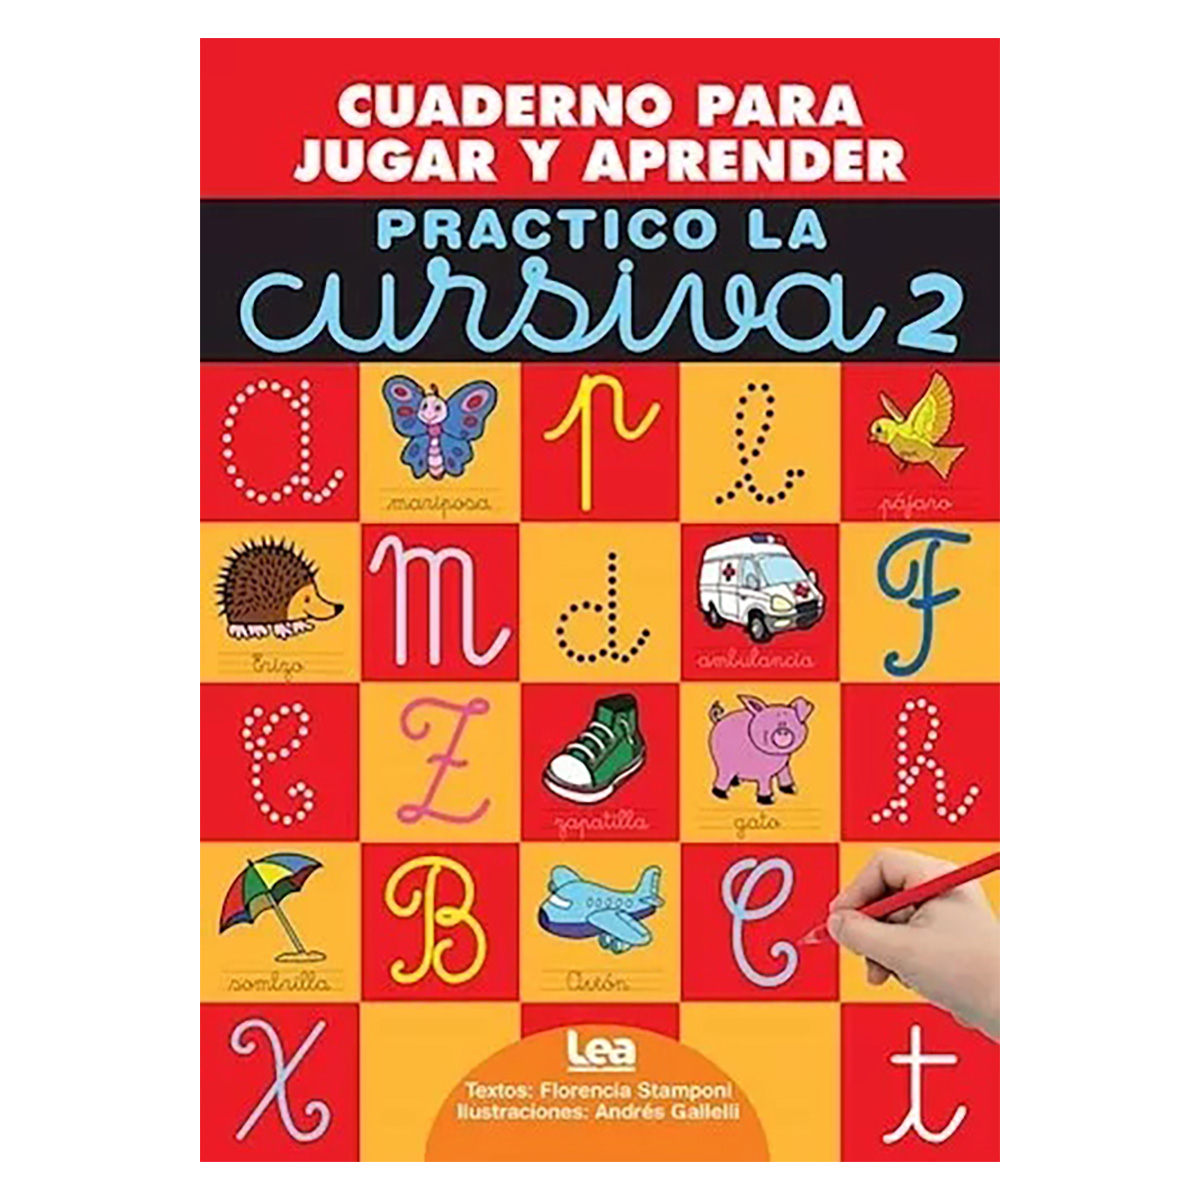 CUADERNO PARA
JUGAR Y APRENDER
PRACTICO LA
cursiva 2
a p l
mariposa pájaro
M d F
Erizo ambulancia
e Z h
zapatilla gato
B C
sombrilla Avión
X t
Lea
Textos: Florencia Stamponi
Ilustraciones: Andrés Gallelli